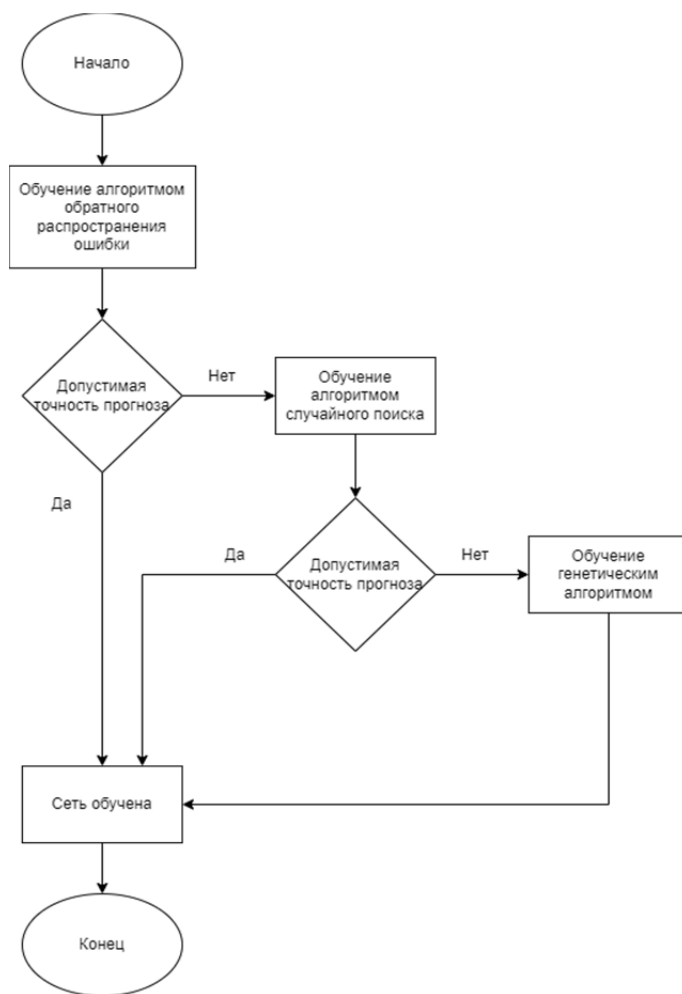 Начало
Обучение алгоритмом
обратного
распространения
ошибки
Допустимая
точность прогноза
Нет
Обучение
алгоритмом
случайного поиска
Да
Допустимая
точность прогноза
Да
Нет
Обучение
генетическим
алгоритмом
Сеть обучена
Конец